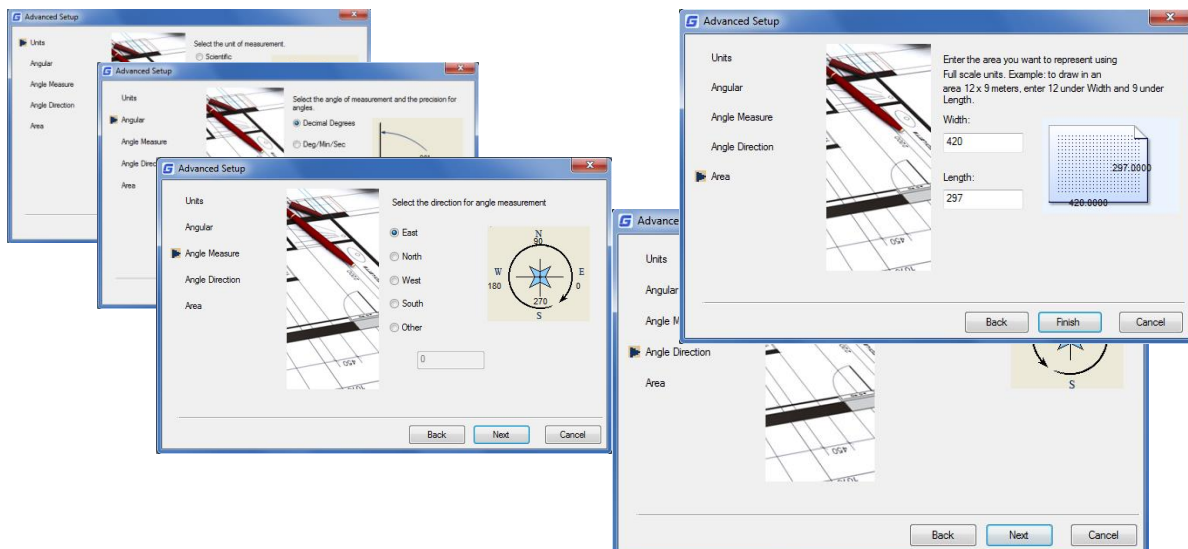 Advanced Setup
Units
Angular
Angle Measure
Angle Direction
Area
Select the unit of measurement.
Scientific
Advanced Setup
Units
Angular
Angle Measure
Area
Select the angle of measurement and the precision for
angles.
Decimal Degrees
Deg/Min/Sec
Advanced Setup
Units
Angular
Angle Measure
Angle Direction
Area
Select the direction for angle measurement
East
North
West
South
Other
0
N
90
W
180
E
0
270
S
450
Back
Next
Cancel
Units
Angular
Angle M
Angle Direction
Area
S
450
Back
Next
Cancel
Advanced Setup
Units
Angular
Angle Measure
Angle Direction
Area
Enter the area you want to represent using
Full scale units. Example: to draw in an
area 12 x 9 meters, enter 12 under Width and 9 under
Length.
Width:
420
Length:
297
297.0000
420.0000
450
Back
Finish
Cancel